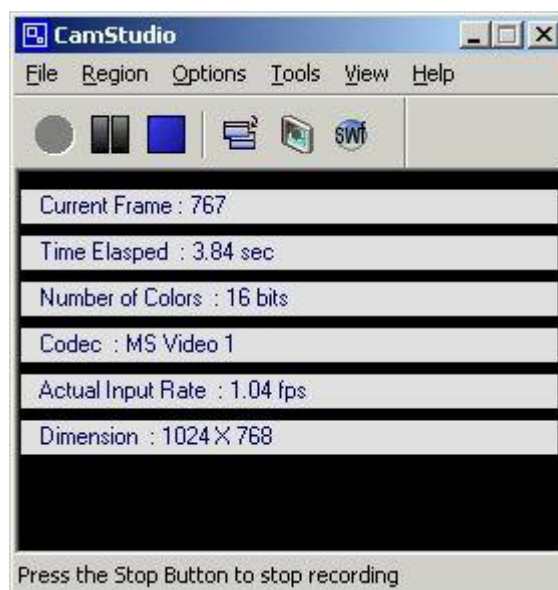 CamStudio
File Region Options Tools View Help
swf
Current Frame : 767
Time Elasped : 3.84 sec
Number of Colors : 16 bits
Codec : MS Video 1
Actual Input Rate : 1.04 fps
Dimension : 1024 X 768
Press the Stop Button to stop recording